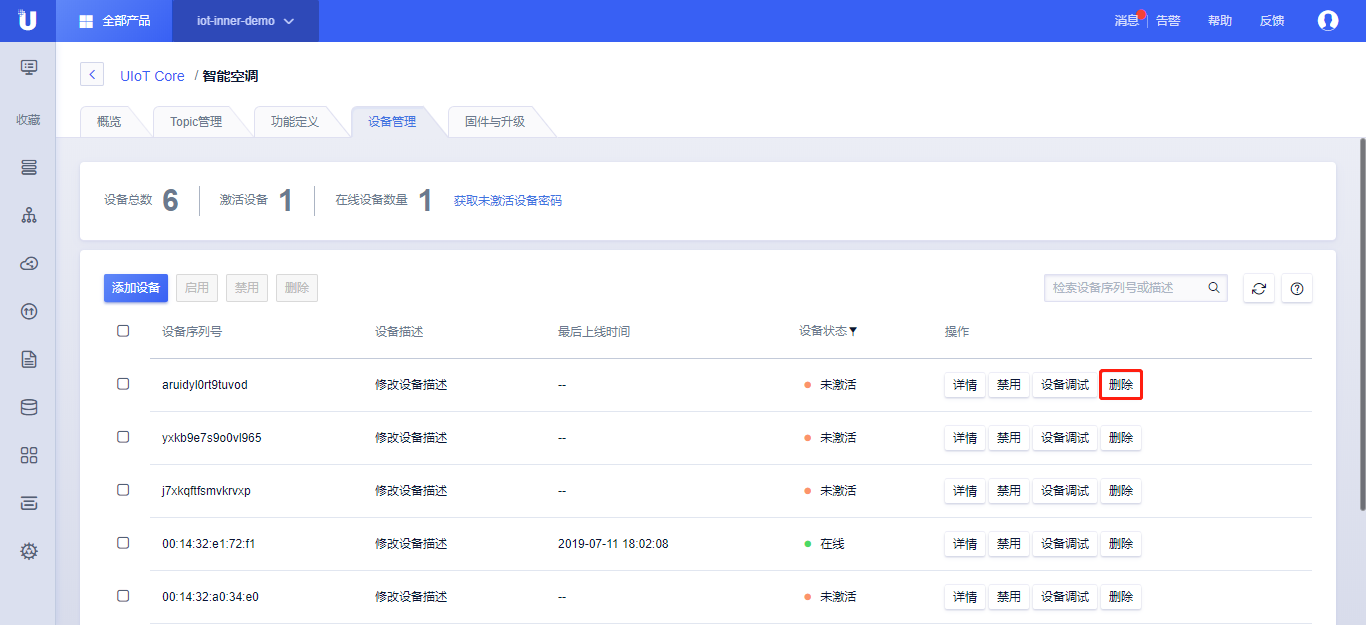 U 全部产品 iot-inner-demo 消息 告警 帮助 反馈
收藏
UIoT Core / 智能空调
概览 Topic管理 功能定义 设备管理 固件与升级
设备总数 6 激活设备 1 在线设备数量 1 获取未激活设备密码
添加设备 启用 禁用 删除 检索设备序列号或描述
设备序列号 设备描述 最后上线时间 设备状态 操作
aruidyl0rt9tuvod 修改设备描述 -- 未激活 详情 禁用 设备调试 删除
yxkb9e7s9o0vl965 修改设备描述 -- 未激活 详情 禁用 设备调试 删除
j7xkqftfsmvkrvxp 修改设备描述 -- 未激活 详情 禁用 设备调试 删除
00:14:32:e1:72:f1 修改设备描述 2019-07-11 18:02:08 在线 详情 禁用 设备调试 删除
00:14:32:a0:34:e0 修改设备描述 -- 未激活 详情 禁用 设备调试 删除